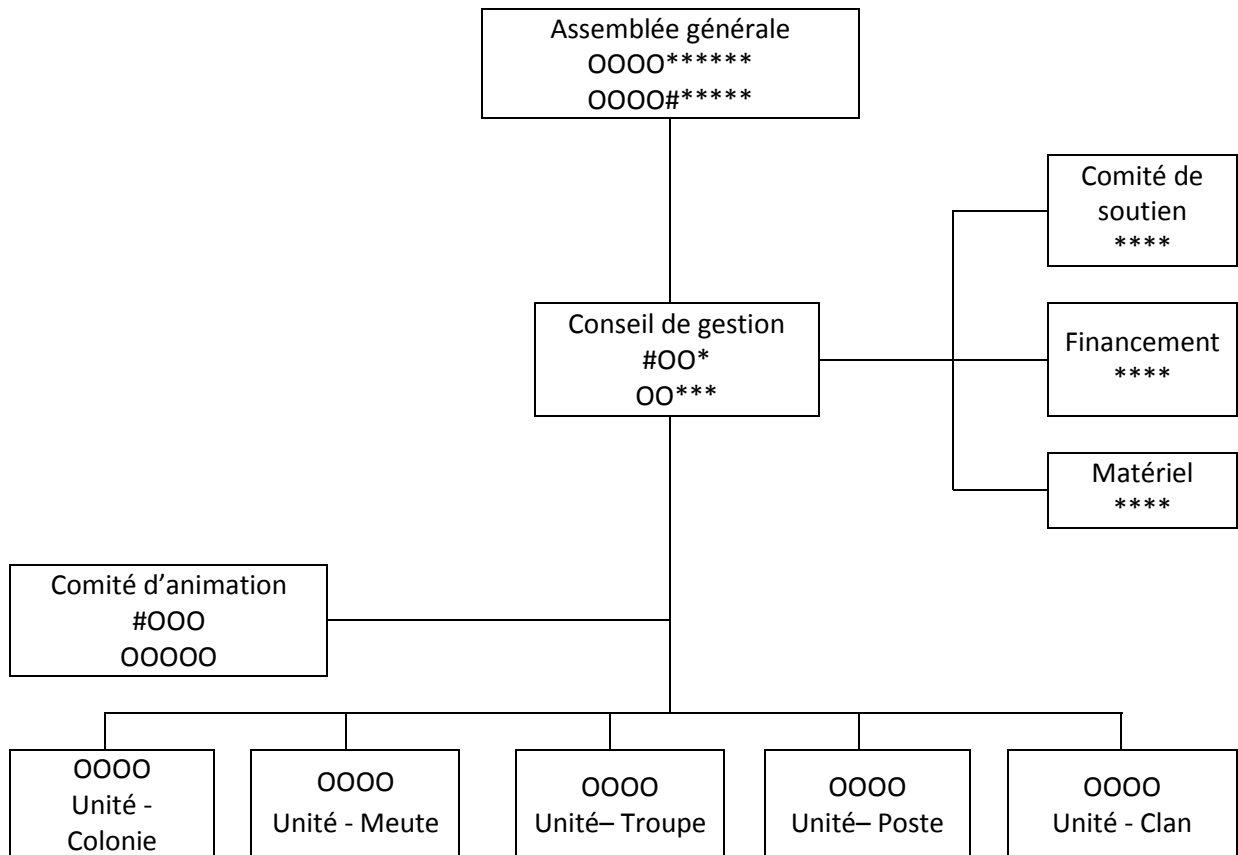 Assemblée générale
OOOO******
OOOO#*****
Comité de
soutien
****
Conseil de gestion
#OO*
OO***
Financement
****
Matériel
****
Comité d’animation
#OOO
OOOOO
OOOO
Unité -
Colonie
OOOO
Unité - Meute
OOOO
Unité– Troupe
OOOO
Unité– Poste
OOOO
Unité - Clan